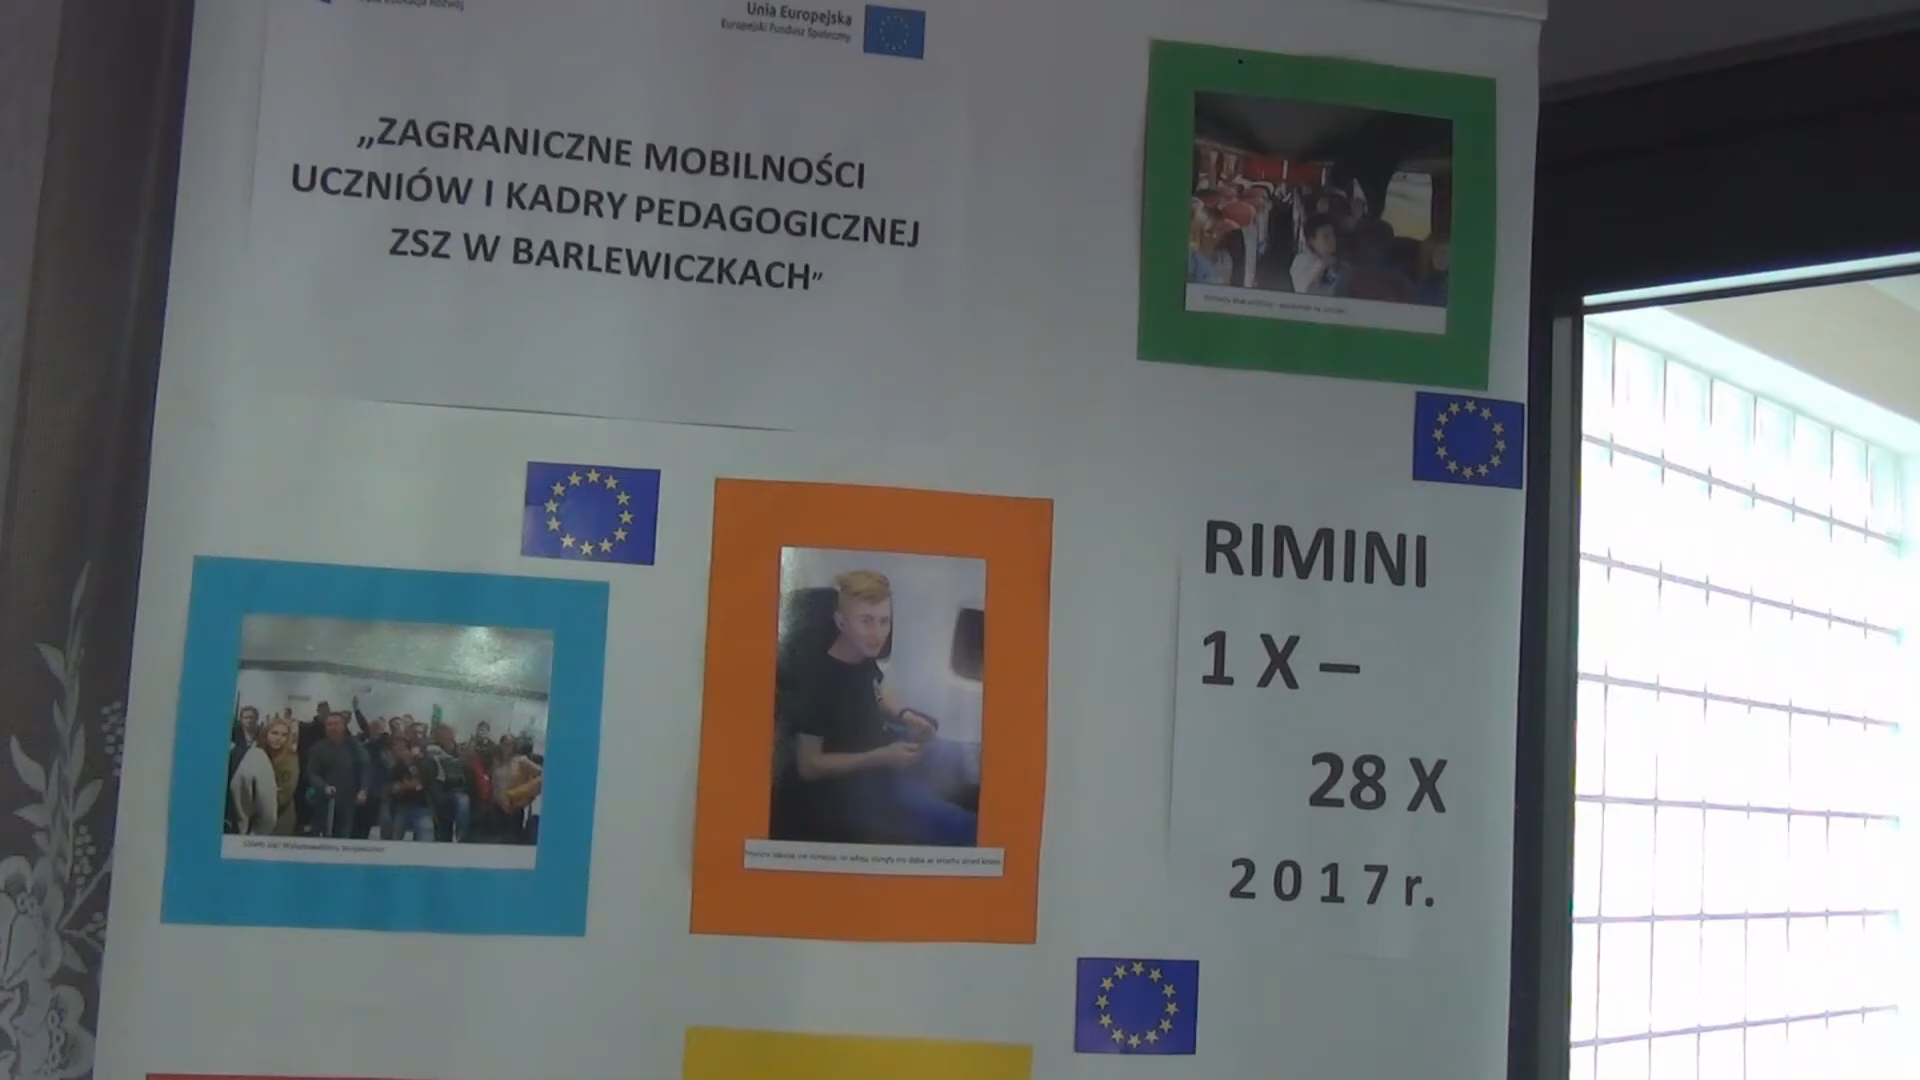 Unia Europejska
Europejski Fundusz Społeczny
„ZAGRANICZNE MOBILNOŚCI
UCZNIÓW I KADRY PEDAGOGICZNEJ
ZSZ W BARLEWICZKACH”
RIMINI
1 X –
28 X
2017 r.